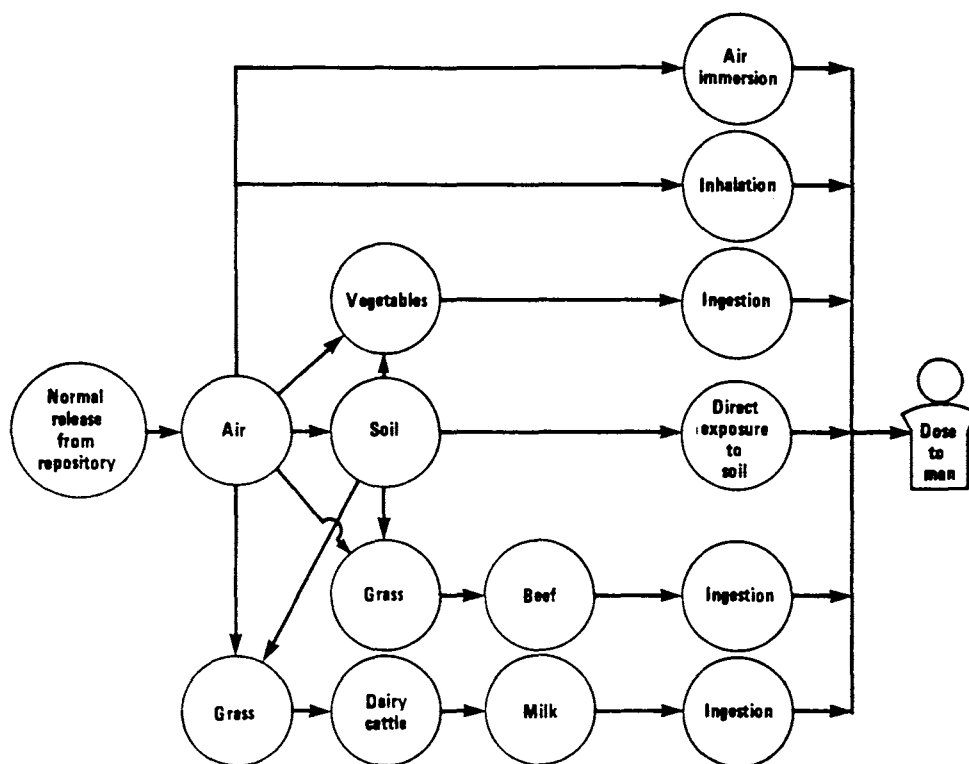 Air
immersion
Inhalation
Vegetables
Ingestion
Normal
release
from
repository
Air
Soil
Direct
exposure
to
soil
Dose
to
man
Grass
Beef
Ingestion
Grass
Dairy
cattle
Milk
Ingestion